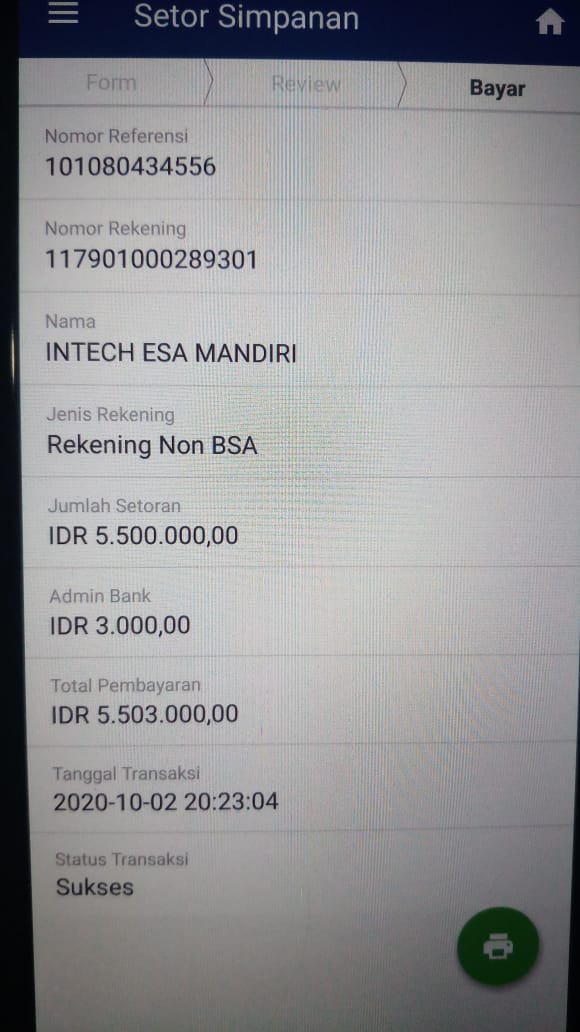 Setor Simpanan
Form
Review
Bayar
Nomor Referensi
101080434556
Nomor Rekening
117901000289301
Nama
INTECH ESA MANDIRI
Jenis Rekening
Rekening Non BSA
Jumlah Setoran
IDR 5.500.000,00
Admin Bank
IDR 3.000,00
Total Pembayaran
IDR 5.503.000,00
Tanggal Transaksi
2020-10-02 20:23:04
Status Transaksi
Sukses